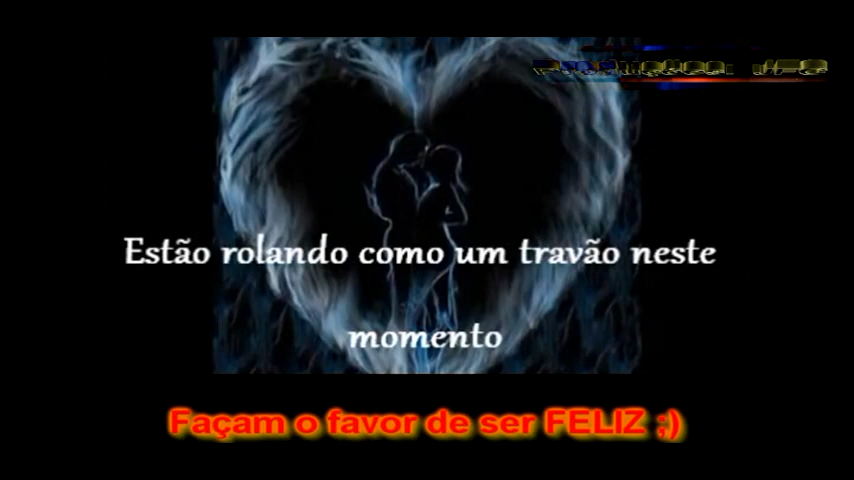 Estão rolando como um travão neste
momento
Façam o favor de ser FELIZ ;)